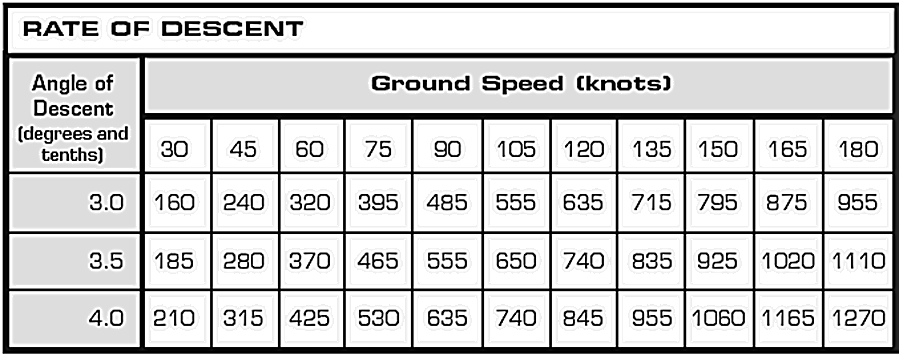 RATE OF DESCENT
Angle of
Descent
(degrees and
tenths)
Ground Speed (knots)
30 45 60 75 90 105 120 135 150 165 180
3.0 160 240 320 395 485 555 635 715 795 875 955
3.5 185 280 370 465 555 650 740 835 925 1020 1110
4.0 210 315 425 530 635 740 845 955 1060 1165 1270